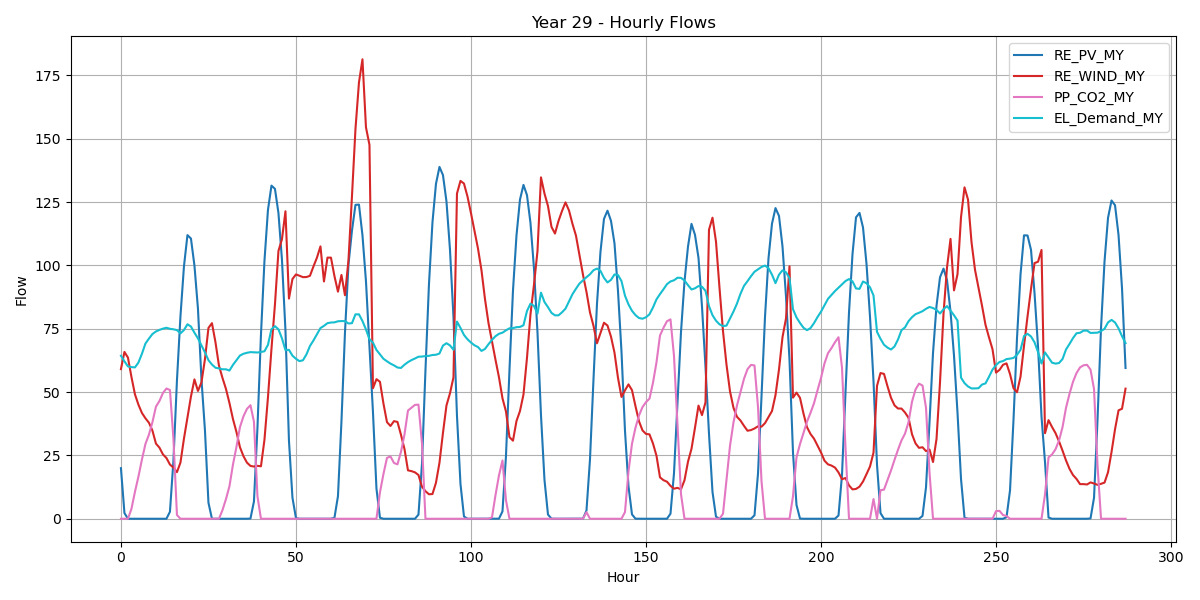 Year 29 - Hourly Flows
RE_PV_MY
RE_WIND_MY
PP_CO2_MY
EL_Demand_MY
Flow
175
150
125
100
75
50
25
0
0 50 100 150 200 250 300
Hour